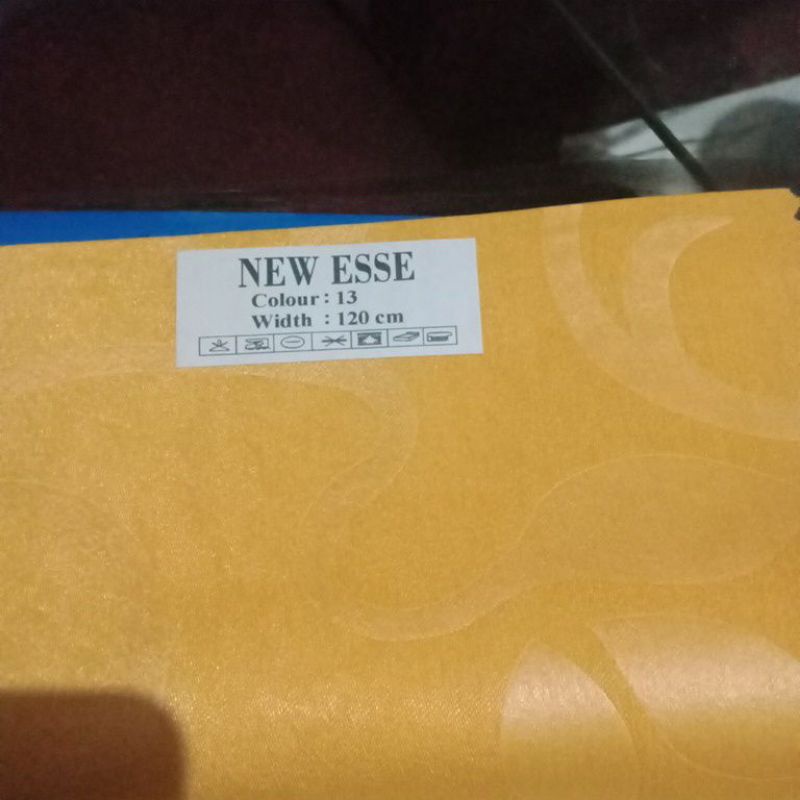 NEW ESSE
Colour : 13
Width : 120 cm